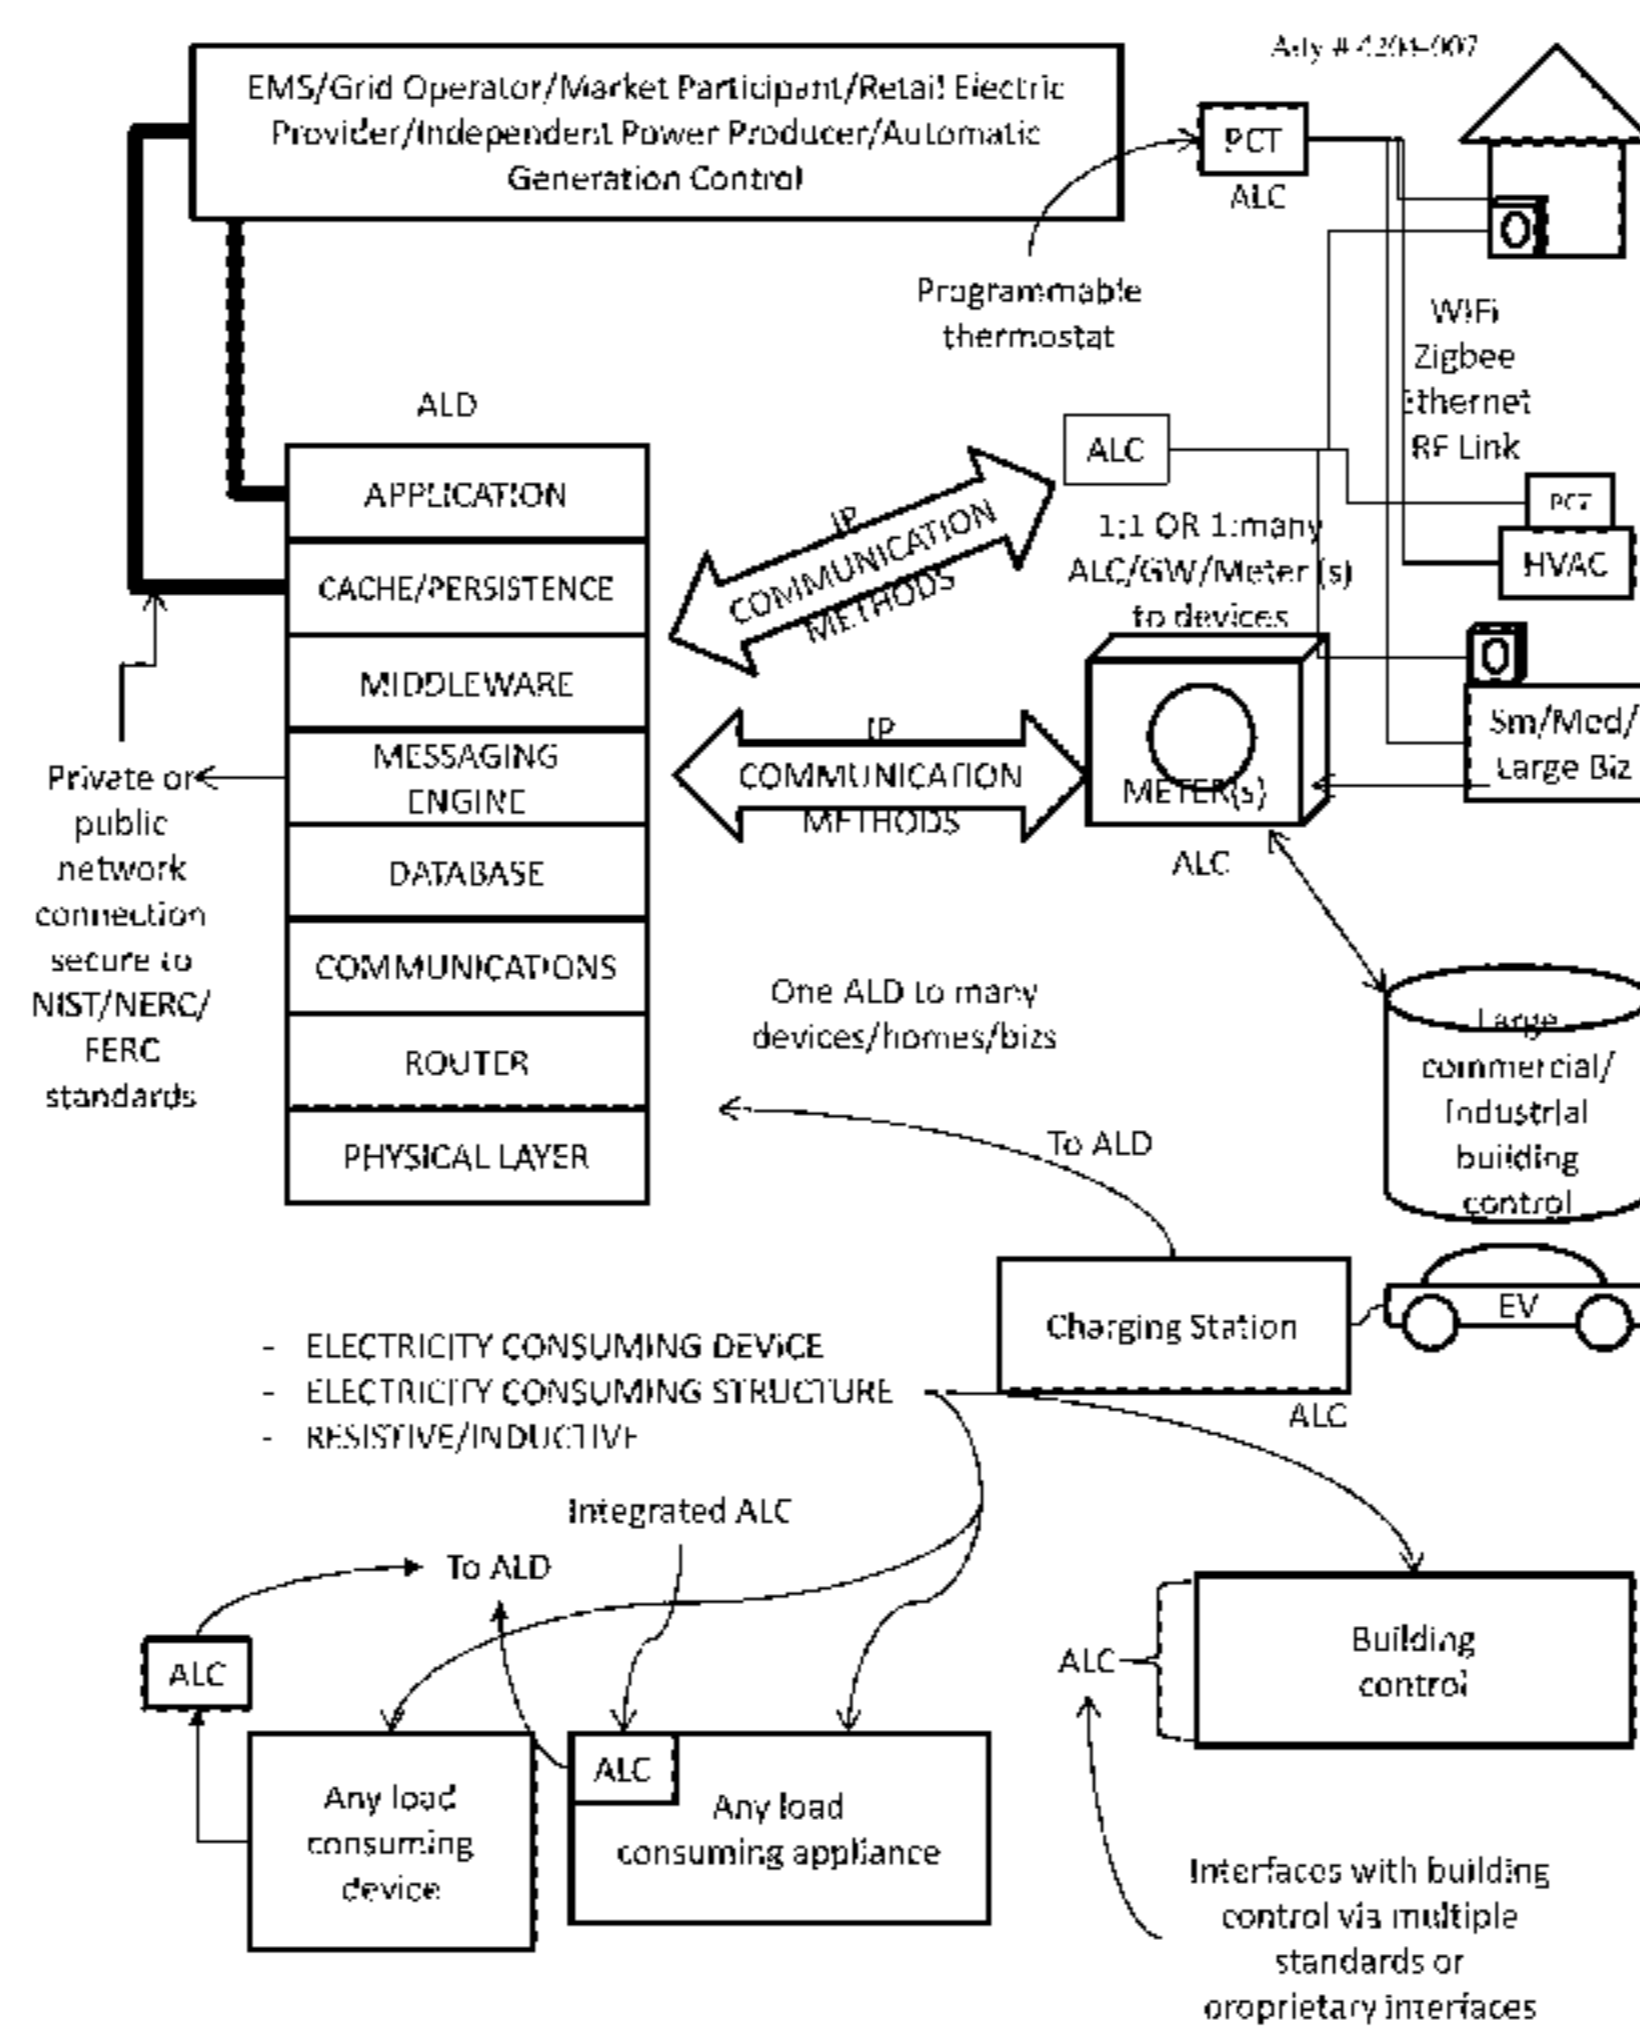 Atty # 4204-007
EMS/Grid Operator/Market Participant/Retail Electric
Provider/Independent Power Producer/Automatic
Generation Control
PCT
ALC
Programmable
thermostat
WiFi
Zigbee
Ethernet
RF Link
ALD
APPLICATION
CACHE/PERSISTENCE
MIDDLEWARE
MESSAGING
ENGINE
DATABASE
COMMUNICATIONS
ROUTER
PHYSICAL LAYER
IP
COMMUNICATION
METHODS
ALC
1:1 OR 1:many
ALC/GW/Meter (s)
to devices
PCT
HVAC
IP
COMMUNICATION
METHODS
METER(s)
ALC
Sm/Med/
Large Biz
Private or
public
network
connection
secure to
NIST/NERC/
FERC
standards
One ALD to many
devices/homes/bizs
Large
commercial/
Industrial
building
control
To ALD
Charging Station
ALC
EV
- ELECTRICITY CONSUMING DEVICE
- ELECTRICITY CONSUMING STRUCTURE
- RESISTIVE/INDUCTIVE
Integrated ALC
To ALD
ALC
Any load
consuming
device
ALC
Any load
consuming appliance
ALC
Building
control
Interfaces with building
control via multiple
standards or
proprietary interfaces